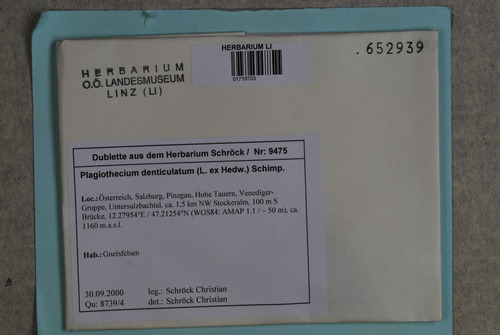 HERBARIUM
O.Ö. LANDESMUSEUM
LINZ (LI)
HERBARIUM LI
01719703
. 652939
Dublette aus dem Herbarium Schröck / Nr: 9475
Plagiothecium denticulatum (L. ex Hedw.) Schimp.
Loc.: Österreich, Salzburg, Pinzgau, Hohe Tauern, Venediger-
Gruppe, Untersulzbachtal, ca. 1,5 km NW Stockeralm, 100 m S
Brücke, 12.27954°E / 47.21254°N (WGS84: AMAP 1.1 / ~ 50 m), ca.
1160 m.a.s.l.
Hab.: Gneisfelsen
30.09.2000 leg.: Schröck Christian
Qu: 8739/4 det.: Schröck Christian